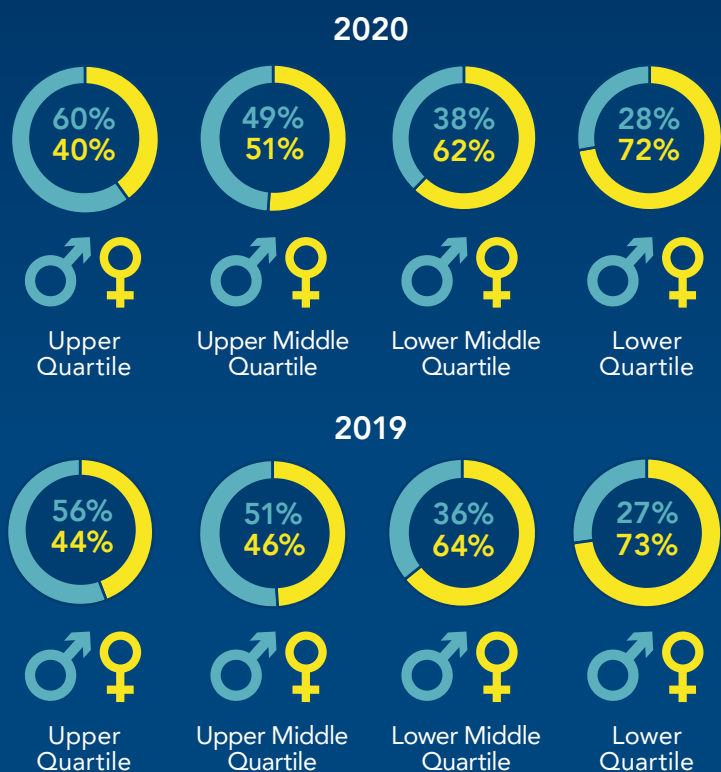 2020
60%
40%
49%
51%
38%
62%
28%
72%
Upper
Quartile
Upper Middle
Quartile
Lower Middle
Quartile
Lower
Quartile
2019
56%
44%
51%
46%
36%
64%
27%
73%
Upper
Quartile
Upper Middle
Quartile
Lower Middle
Quartile
Lower
Quartile